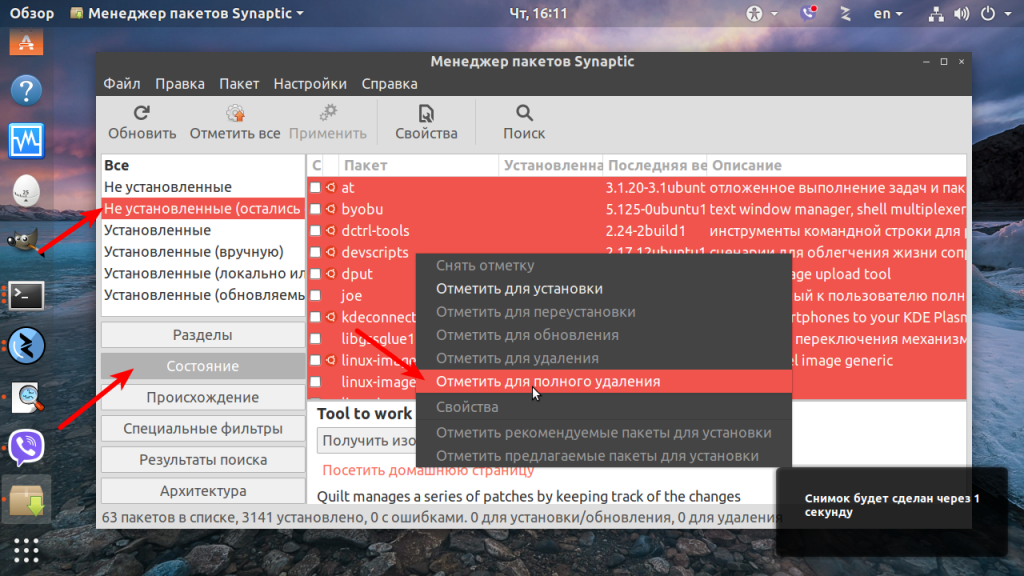 Обзор Менеджер пакетов Synaptic Чт, 16:11 en
Менеджер пакетов Synaptic
Файл Правка Пакет Настройки Справка
Обновить Отметить все Применить Свойства Поиск
Все
Не установленные
Не установленные (остались
Установленные
Установленные (вручную)
Установленные (локально ил
Установленные (обновляемь
Разделы
Состояние
Происхождение
Специальные фильтры
Результаты поиска
Архитектура
С Пакет Установленна Последняя ве Описание
at 3.1.20-3.1ubunt отложенное выполнение задач и пак
byobu 5.125-0ubuntu1 text window manager, shell multiplexer
dctrl-tools 2.24-2build1 инструменты командной строки для
devscripts 2.17.12ubuntu1 сценарии для облегчения жизни сопр
dput age upload tool
joe ый к пользователю полн
kdeconnect artphones to your KDE Plasm
libgssglue1 переключения механизм
linux-image el image generic
linux-image
Снять отметку
Отметить для установки
Отметить для переустановки
Отметить для обновления
Отметить для удаления
Отметить для полного удаления
Свойства
Отметить рекомендуемые пакеты для установки
Отметить предлагаемые пакеты для установки
Tool to work
Получить изо
Посетить домашнюю страницу
Quilt manages a series of patches by keeping track of the changes
63 пакетов в списке, 3141 установлено, 0 с ошибками. 0 для установки/обновления, 0 для удаления
Снимок будет сделан через 1
секунду